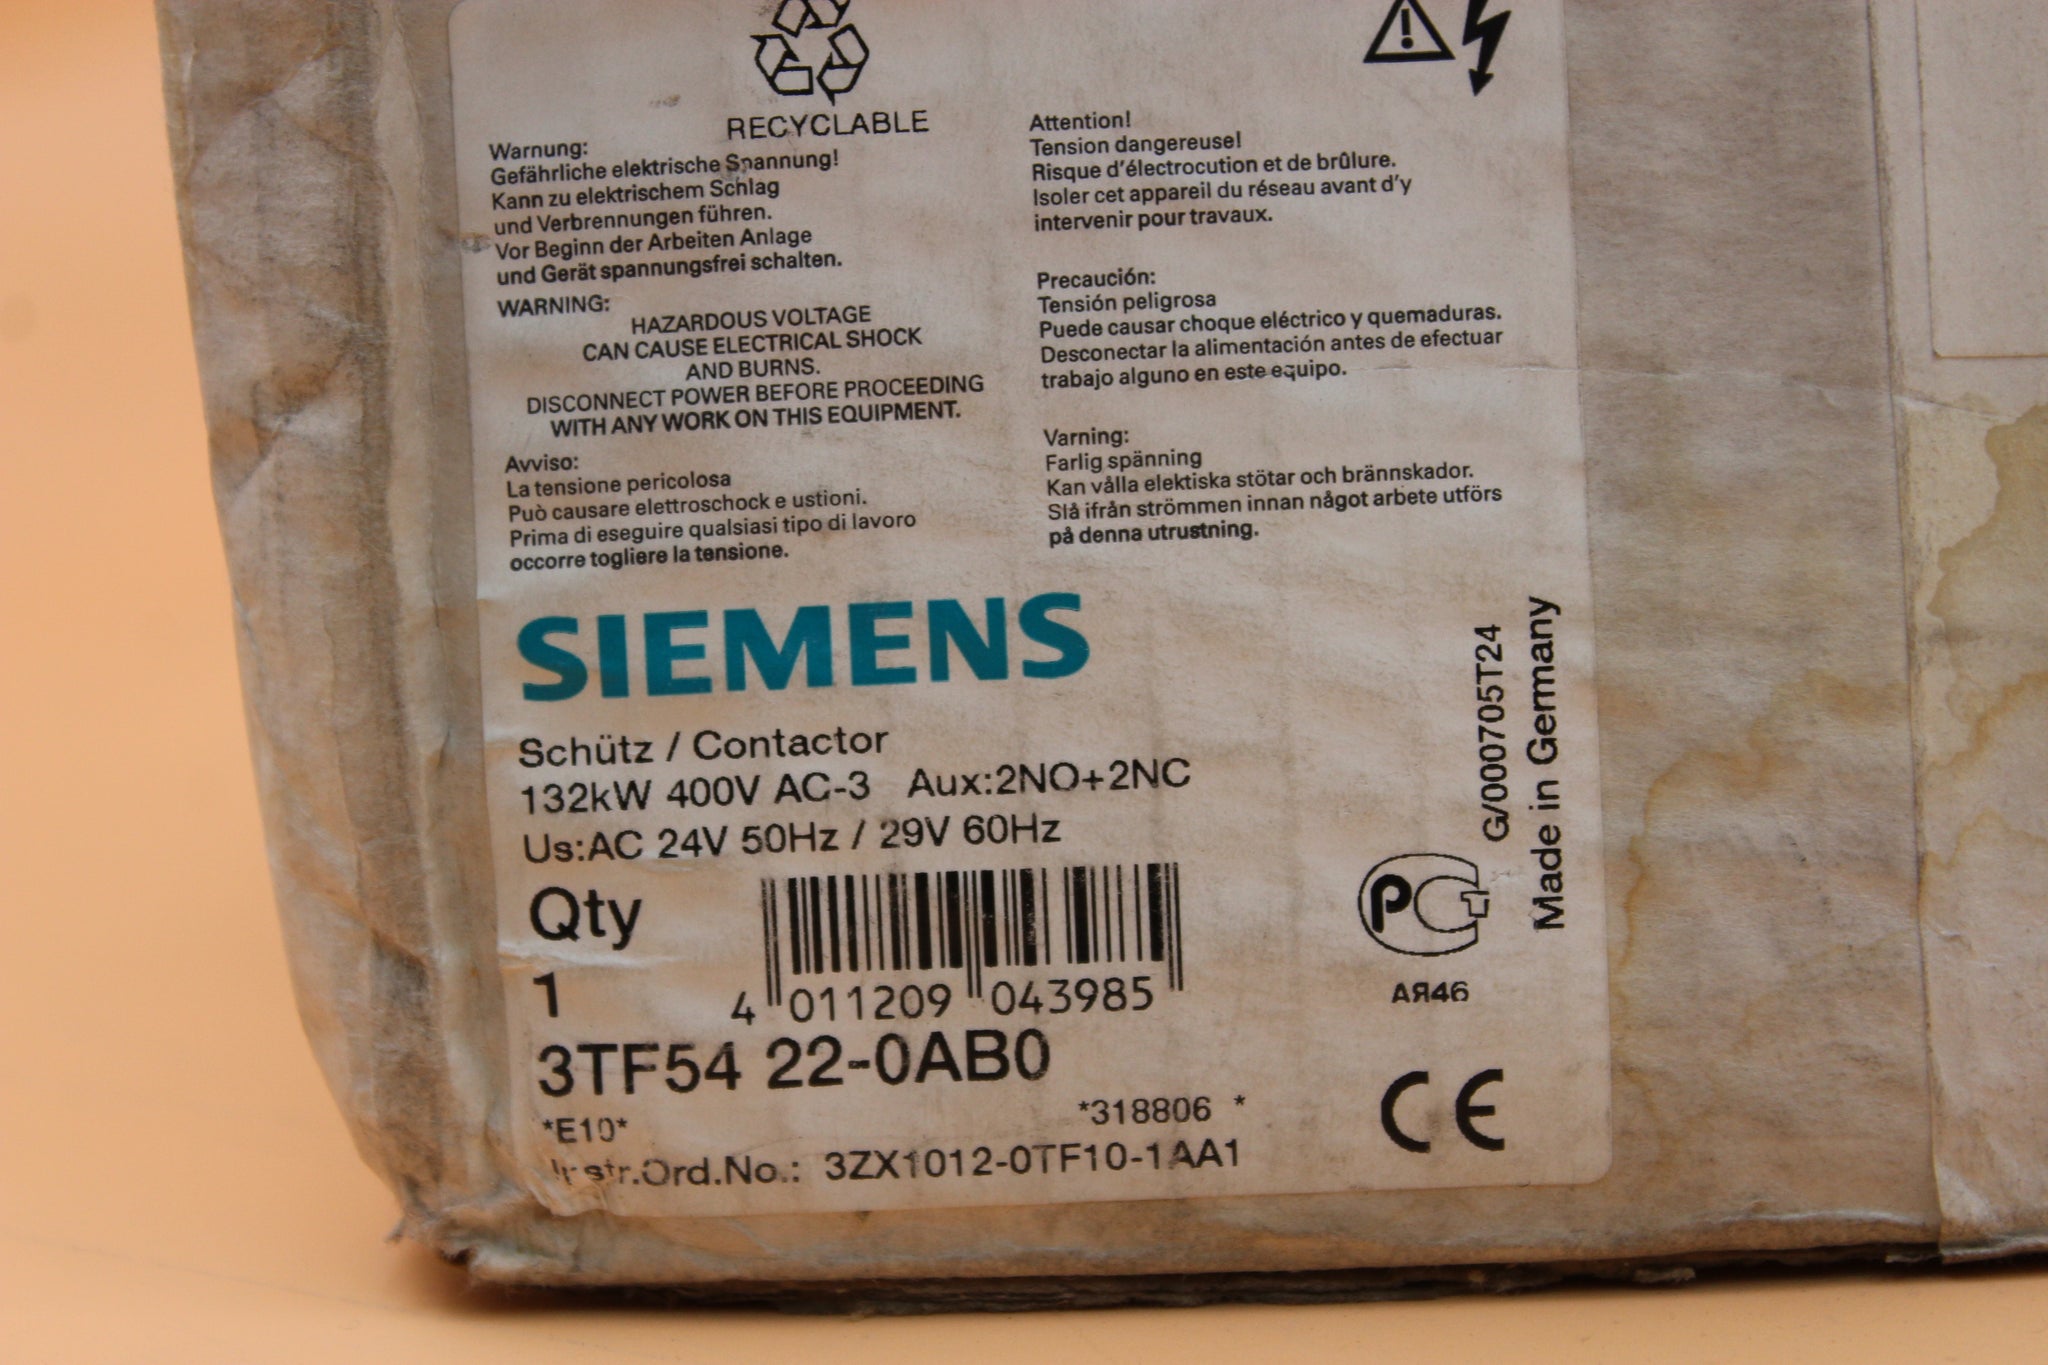 RECYCLABLE
Warnung:
Gefährliche elektrische Spannung!
Kann zu elektrischem Schlag
und Verbrennungen führen.
Vor Beginn der Arbeiten Anlage
und Gerät spannungsfrei schalten.
WARNING:
HAZARDOUS VOLTAGE
CAN CAUSE ELECTRICAL SHOCK
AND BURNS.
DISCONNECT POWER BEFORE PROCEEDING
WITH ANY WORK ON THIS EQUIPMENT.
Avviso:
La tensione pericolosa
Può causare elettroschock e ustioni.
Prima di eseguire qualsiasi tipo di lavoro
occorre togliere la tensione.
Attention!
Tension dangereuse!
Risque d'électrocution et de brûlure.
Isoler cet appareil du réseau avant d'y
intervenir pour travaux.
Precaución:
Tensión peligrosa
Puede causar choque eléctrico y quemaduras.
Desconectar la alimentación antes de efectuar
trabajo alguno en este equipo.
Varning:
Farlig spänning
Kan vålla elektiska stötar och brännskador.
Slå ifrån strömmen innan något arbete utförs
på denna utrustning.
SIEMENS
Schütz / Contactor
132kW 400V AC-3 Aux:2NO+2NC
Us:AC 24V 50Hz / 29V 60Hz
Qty
1
4 011209 043985
3TF54 22-0AB0
*E10*
*318806 *
Instr.Ord.No.: 3ZX1012-0TF10-1AA1
G/000705T24
Made in Germany
PC
АЯ46
CE